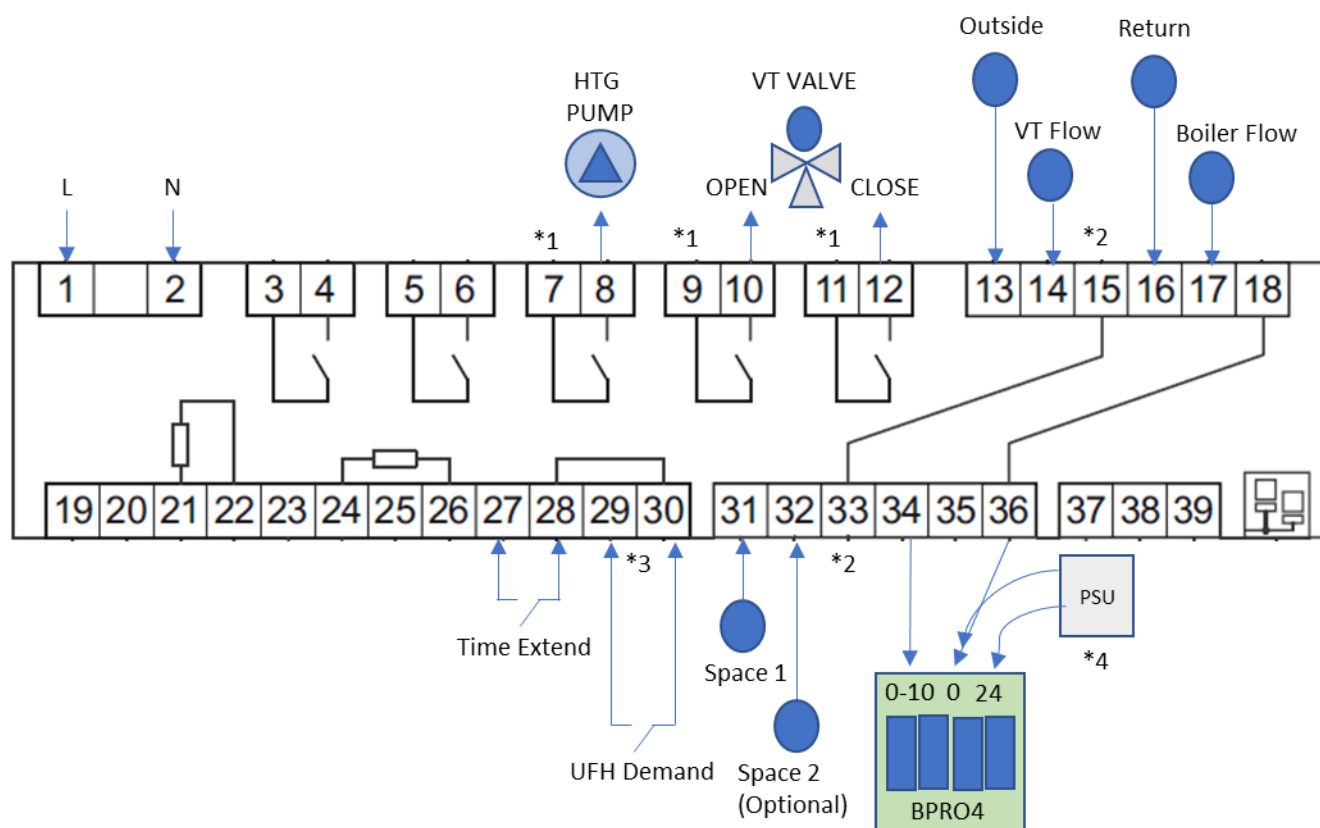 Outside
Return
HTG
PUMP
VT VALVE
VT Flow
Boiler Flow
L
N
OPEN
CLOSE
*1
*1
*1
*2
1
2
3
4
5
6
7
8
9
10
11
12
13
14
15
16
17
18
19
20
21
22
23
24
25
26
27
28
29
30
31
32
33
34
35
36
37
38
39
*3
*2
PSU
Time Extend
Space 1
*4
0-10 0 24
UFH Demand
Space 2
(Optional)
BPRO4